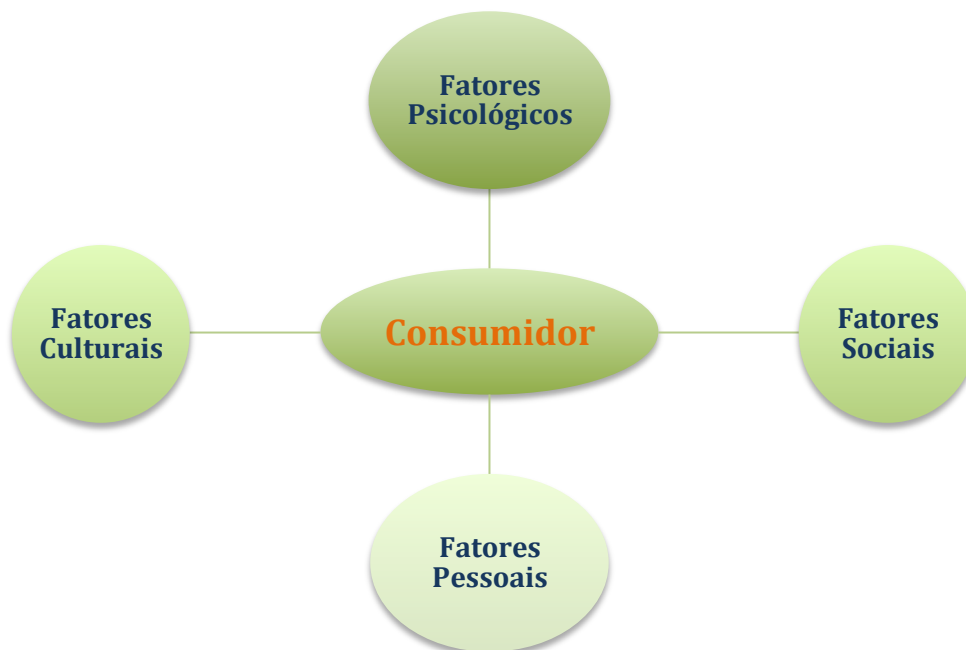 Fatores
Psicológicos
Fatores
Culturais
Consumidor
Fatores
Sociais
Fatores
Pessoais